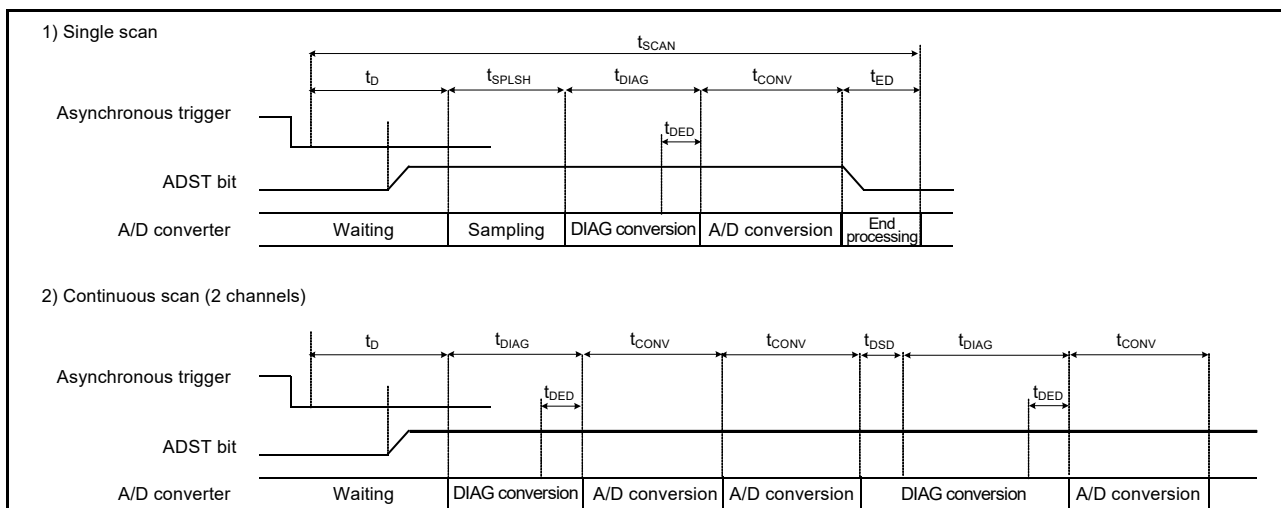 1) Single scan
tSCAN
tD tSPLSH tDIAG tCONV tED
Asynchronous trigger
tDED
ADST bit
A/D converter Waiting Sampling DIAG conversion A/D conversion End processing
2) Continuous scan (2 channels)
tD tDIAG tCONV tCONV tDSD tDIAG tCONV
Asynchronous trigger
tDED tDED
ADST bit
A/D converter Waiting DIAG conversion A/D conversion A/D conversion DIAG conversion A/D conversion